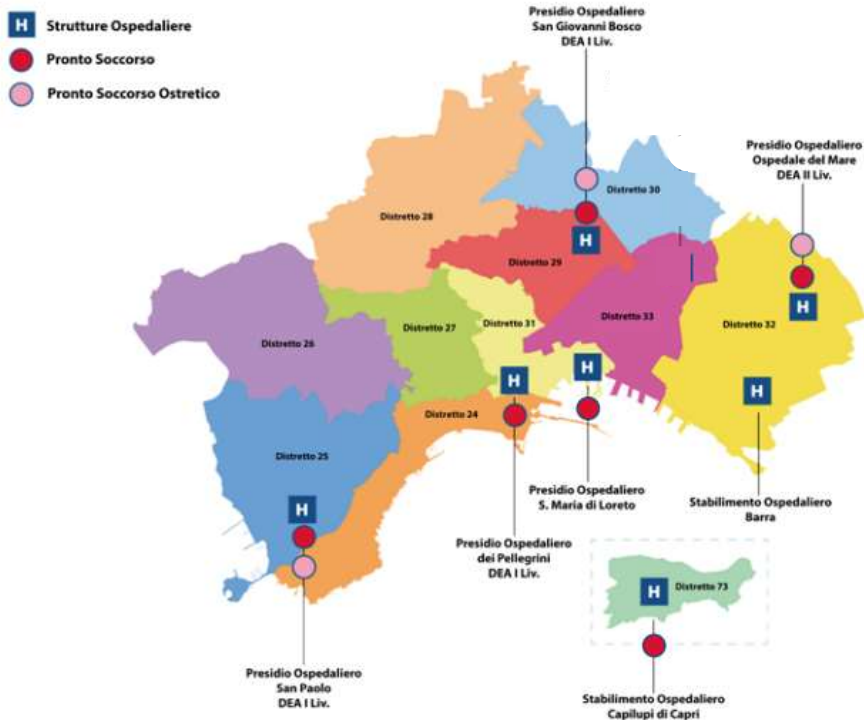 H Strutture Ospedaliere
Pronto Soccorso
Pronto Soccorso Ostretico
Presidio Ospedaliero
San Giovanni Bosco
DEA I Liv.
Presidio Ospedaliero
Ospedale del Mare
DEA II Liv.
Distretto 30
Distretto 28
H
Distretto 29
H
Distretto 33
Distretto 32
Distretto 31
Distretto 27
Distretto 26
H
H
H
Distretto 24
Distretto 25
H
Presidio Ospedaliero
S. Maria di Loreto
Stabilimento Ospedaliero
Barra
Presidio Ospedaliero
dei Pellegrini
DEA I Liv.
Distretto 73
H
Presidio Ospedaliero
San Paolo
DEA I Liv.
Stabilimento Ospedaliero
Capilupi di Capri